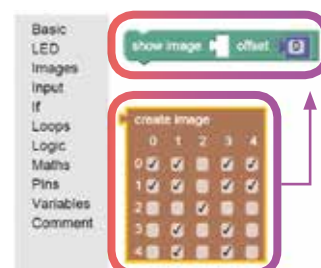 Basic
LED
Images
Input
If
Loops
Logic
Maths
Pins
Variables
Comment
show image offset 0
create image
0 1 2 3 4
0
1
2
3
4